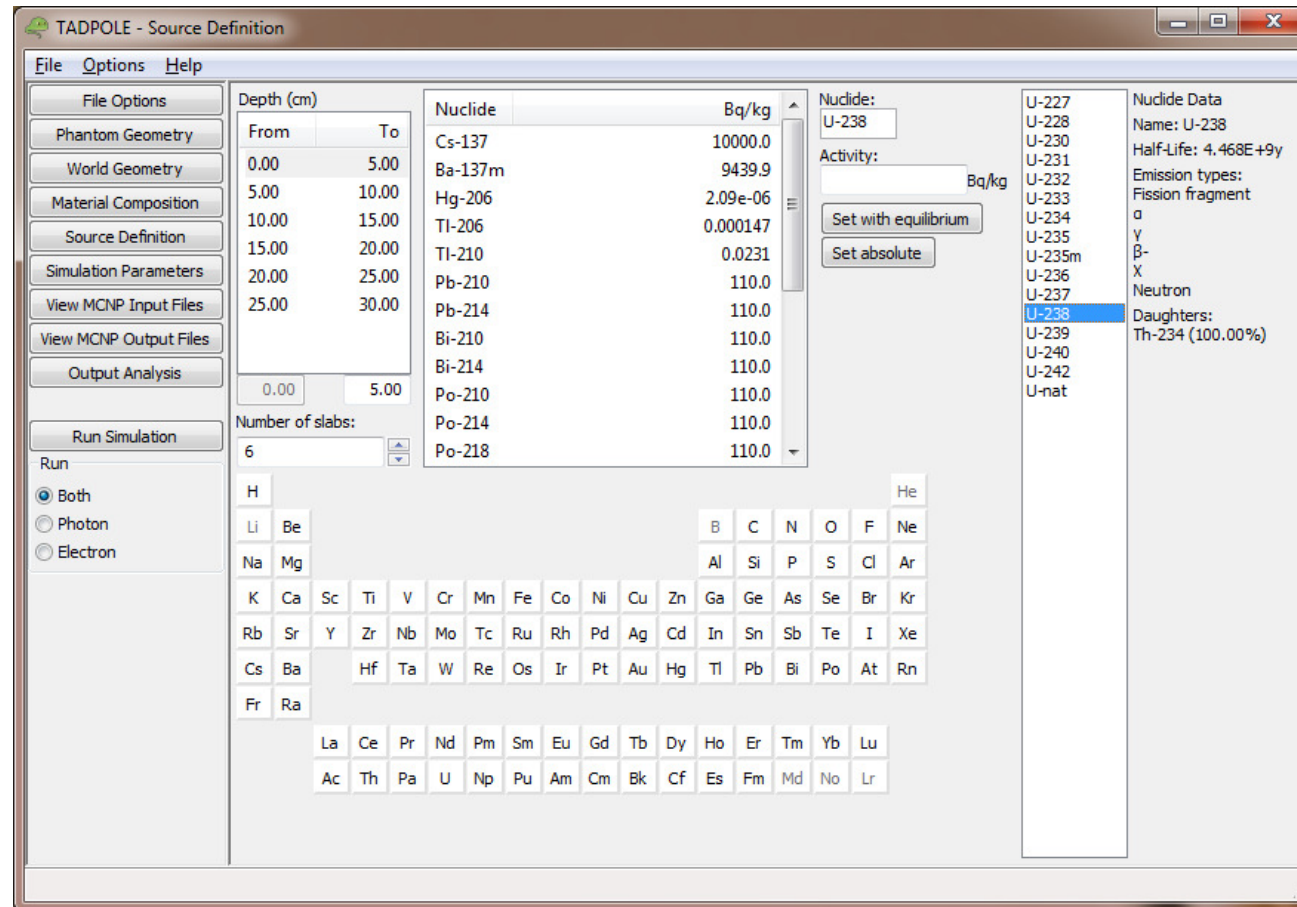 TADPOLE - Source Definition
File Options Help
File Options
Phantom Geometry
World Geometry
Material Composition
Source Definition
Simulation Parameters
View MCNP Input Files
View MCNP Output Files
Output Analysis
Run Simulation
Run
Both
Photon
Electron
Depth (cm)
From To
0.00 5.00
5.00 10.00
10.00 15.00
15.00 20.00
20.00 25.00
25.00 30.00
0.00 5.00
Number of slabs:
6
Nuclide Bq/kg
Cs-137 10000.0
Ba-137m 9439.9
Hg-206 2.09e-06
Tl-206 0.000147
Tl-210 0.0231
Pb-210 110.0
Pb-214 110.0
Bi-210 110.0
Bi-214 110.0
Po-210 110.0
Po-214 110.0
Po-218 110.0
Nuclide:
U-238
Activity:
Bq/kg
Set with equilibrium
Set absolute
U-227
U-228
U-230
U-231
U-232
U-233
U-234
U-235
U-235m
U-236
U-237
U-238
U-239
U-240
U-242
U-nat
Nuclide Data
Name: U-238
Half-Life: 4.468E+9y
Emission types:
Fission fragment
α
γ
β-
X
Neutron
Daughters:
Th-234 (100.00%)
H He
Li Be B C N O F Ne
Na Mg Al Si P S Cl Ar
K Ca Sc Ti V Cr Mn Fe Co Ni Cu Zn Ga Ge As Se Br Kr
Rb Sr Y Zr Nb Mo Tc Ru Rh Pd Ag Cd In Sn Sb Te I Xe
Cs Ba Hf Ta W Re Os Ir Pt Au Hg Tl Pb Bi Po At Rn
Fr Ra
La Ce Pr Nd Pm Sm Eu Gd Tb Dy Ho Er Tm Yb Lu
Ac Th Pa U Np Pu Am Cm Bk Cf Es Fm Md No Lr